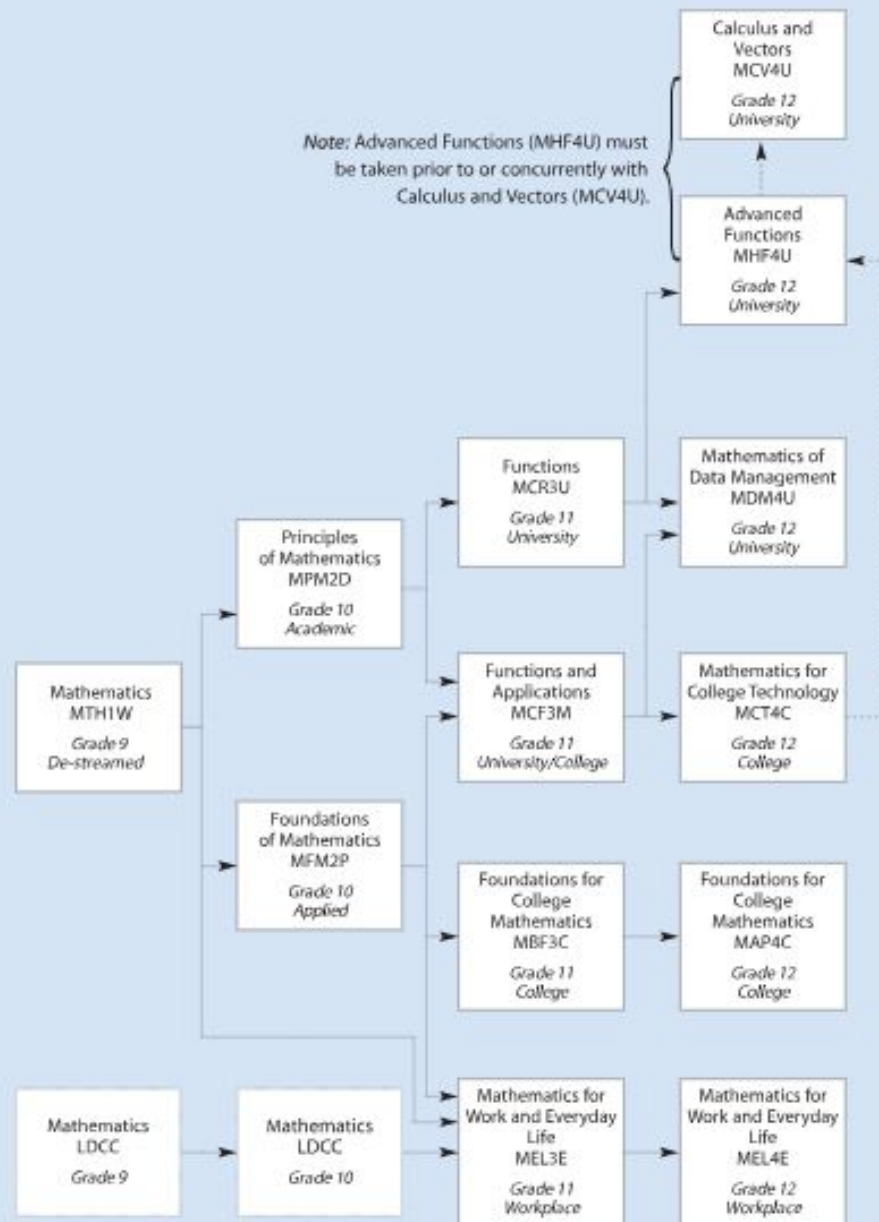 Calculus and
Vectors
MCV4U
Grade 12
University
Note: Advanced Functions (MHF4U) must
be taken prior to or concurrently with
Calculus and Vectors (MCV4U).
Advanced
Functions
MHF4U
Grade 12
University
Functions
MCR3U
Grade 11
University
Mathematics of
Data Management
MDM4U
Grade 12
University
Principles
of Mathematics
MPM2D
Grade 10
Academic
Mathematics
MTH1W
Grade 9
De-streamed
Functions and
Applications
MCF3M
Grade 11
University/College
Mathematics for
College Technology
MCT4C
Grade 12
College
Foundations
of Mathematics
MFM2P
Grade 10
Applied
Foundations for
College
Mathematics
MBF3C
Grade 11
College
Foundations for
College
Mathematics
MAP4C
Grade 12
College
Mathematics
LDCC
Grade 9
Mathematics
LDCC
Grade 10
Mathematics for
Work and Everyday
Life
MEL3E
Grade 11
Workplace
Mathematics for
Work and Everyday
Life
MEL4E
Grade 12
Workplace